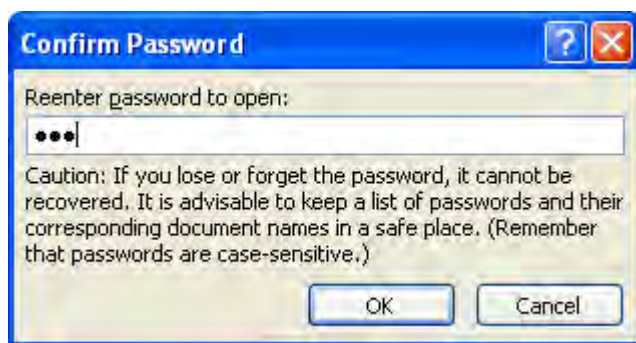 Confirm Password
Reenter password to open:
•••
Caution: If you lose or forget the password, it cannot be
recovered. It is advisable to keep a list of passwords and their
corresponding document names in a safe place. (Remember
that passwords are case-sensitive.)
OK Cancel